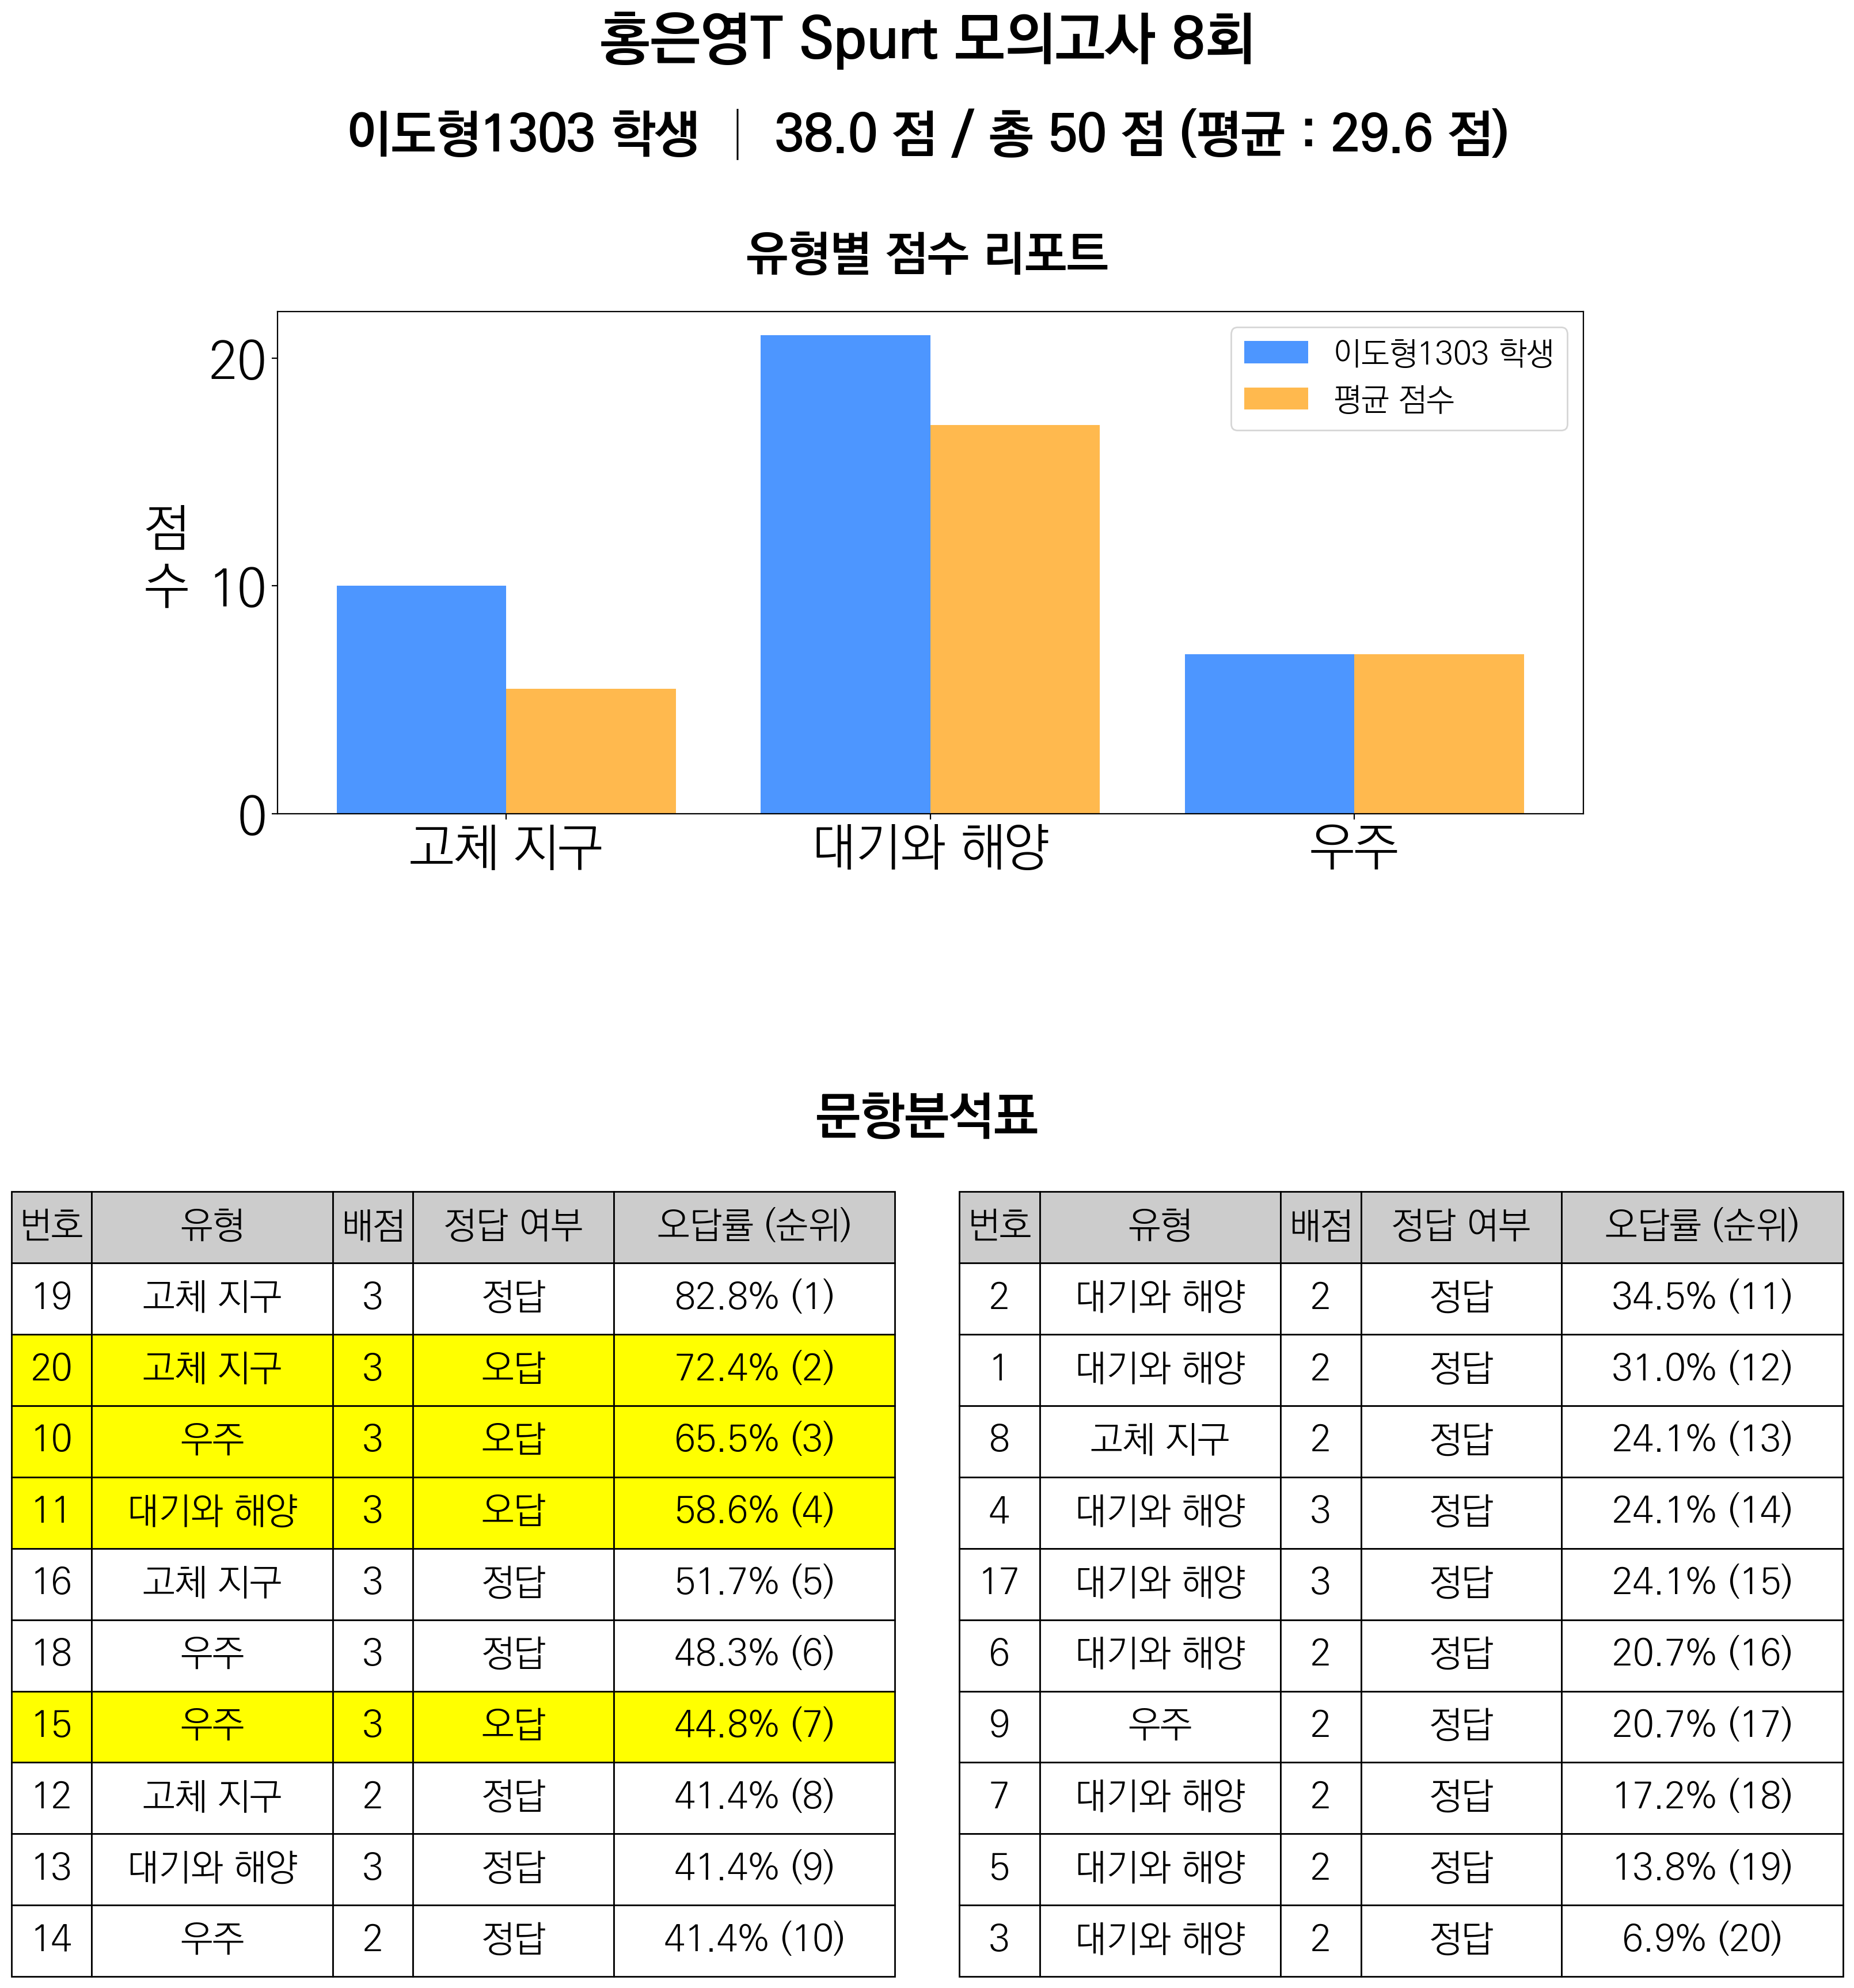 홍은영T Spurt 모의고사 8회
이도형1303 학생 │ 38.0 점 / 총 50 점 (평균 : 29.6 점)
유형별 점수 리포트
이도형1303 학생
평균 점수
점
수
20
10
0
고체 지구 대기와 해양 우주
문항분석표
번호 유형 배점 정답 여부 오답률 (순위)
19 고체 지구 3 정답 82.8% (1)
20 고체 지구 3 오답 72.4% (2)
10 우주 3 오답 65.5% (3)
11 대기와 해양 3 오답 58.6% (4)
16 고체 지구 3 정답 51.7% (5)
18 우주 3 정답 48.3% (6)
15 우주 3 오답 44.8% (7)
12 고체 지구 2 정답 41.4% (8)
13 대기와 해양 3 정답 41.4% (9)
14 우주 2 정답 41.4% (10)
번호 유형 배점 정답 여부 오답률 (순위)
2 대기와 해양 2 정답 34.5% (11)
1 대기와 해양 2 정답 31.0% (12)
8 고체 지구 2 정답 24.1% (13)
4 대기와 해양 3 정답 24.1% (14)
17 대기와 해양 3 정답 24.1% (15)
6 대기와 해양 2 정답 20.7% (16)
9 우주 2 정답 20.7% (17)
7 대기와 해양 2 정답 17.2% (18)
5 대기와 해양 2 정답 13.8% (19)
3 대기와 해양 2 정답 6.9% (20)